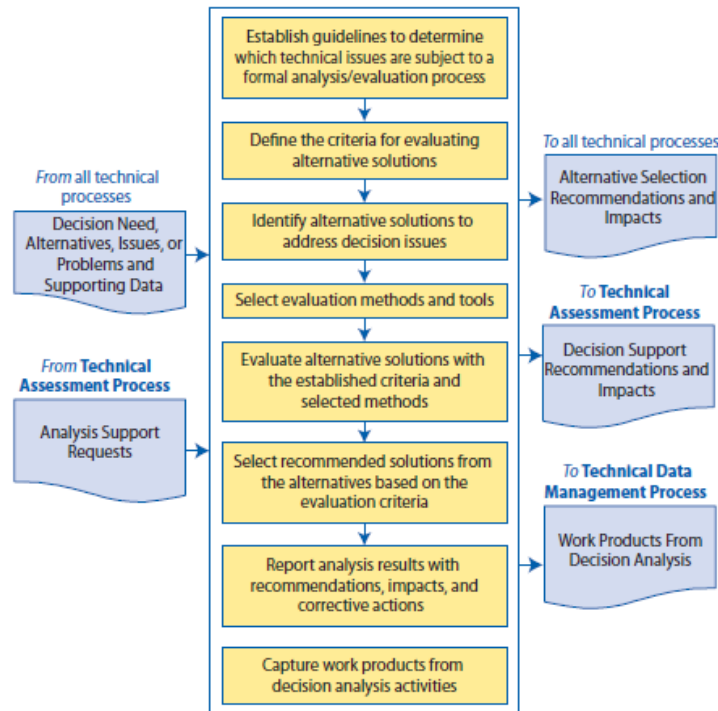 Establish guidelines to determine
which technical issues are subject to a
formal analysis/evaluation process
Define the criteria for evaluating
alternative solutions
Identify alternative solutions to
address decision issues
Select evaluation methods and tools
Evaluate alternative solutions with
the established criteria and
selected methods
Select recommended solutions from
the alternatives based on the
evaluation criteria
Report analysis results with
recommendations, impacts, and
corrective actions
Capture work products from
decision analysis activities
From all technical
processes
Decision Need,
Alternatives, Issues, or
Problems and
Supporting Data
From Technical
Assessment Process
Analysis Support
Requests
To all technical processes
Alternative Selection
Recommendations and
Impacts
To Technical
Assessment Process
Decision Support
Recommendations and
Impacts
To Technical Data
Management Process
Work Products From
Decision Analysis